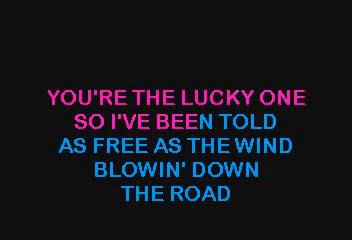 YOU'RE THE LUCKY ONE
SO I'VE BEEN TOLD
AS FREE AS THE WIND
BLOWIN' DOWN
THE ROAD